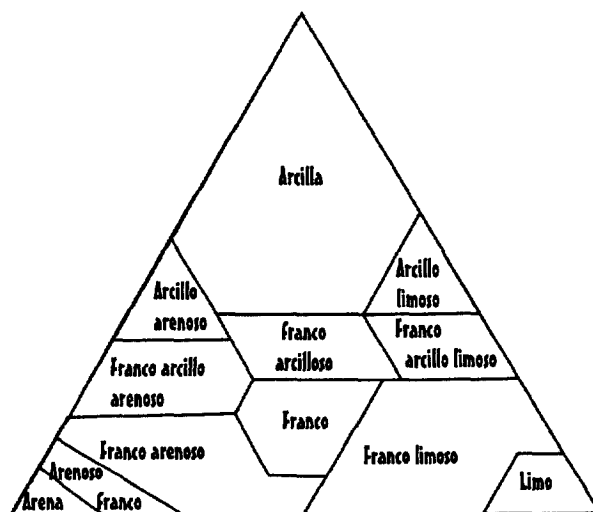 Arcilla
Arcillo
limoso
Arcillo
arenoso
franco
arcilloso
Franco
arcillo limoso
Franco arcillo
arenoso
Franco
Franco arenoso
Franco limoso
Arenoso
Franco
Limo
Arena